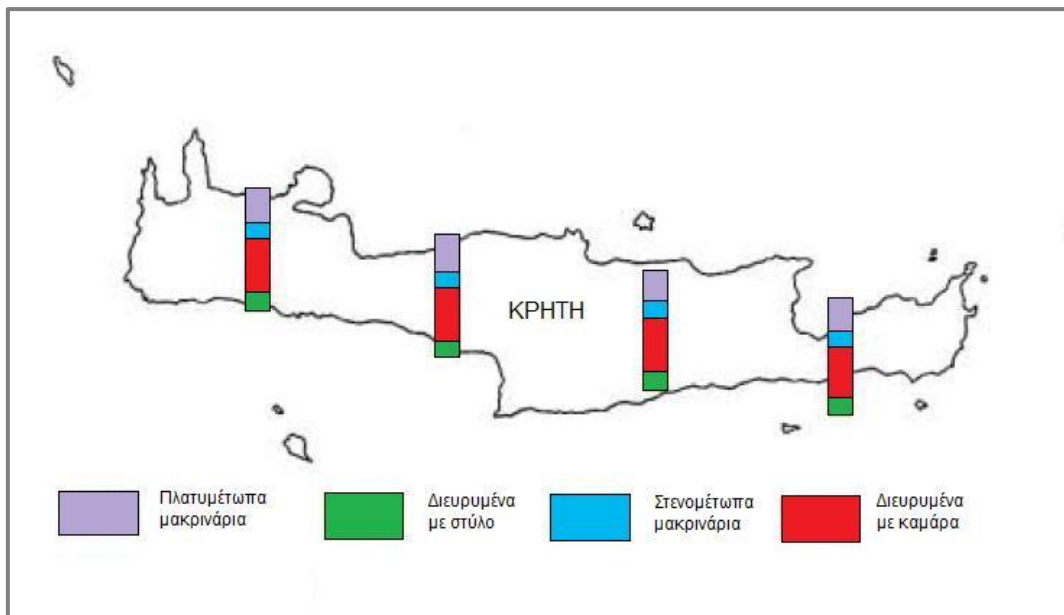 ΚΡΗΤΗ
Πλατυμέτωπα
μακρινάρια
Διευρυμένα
με στύλο
Στενομέτωπα
μακρινάρια
Διευρυμένα
με καμάρα